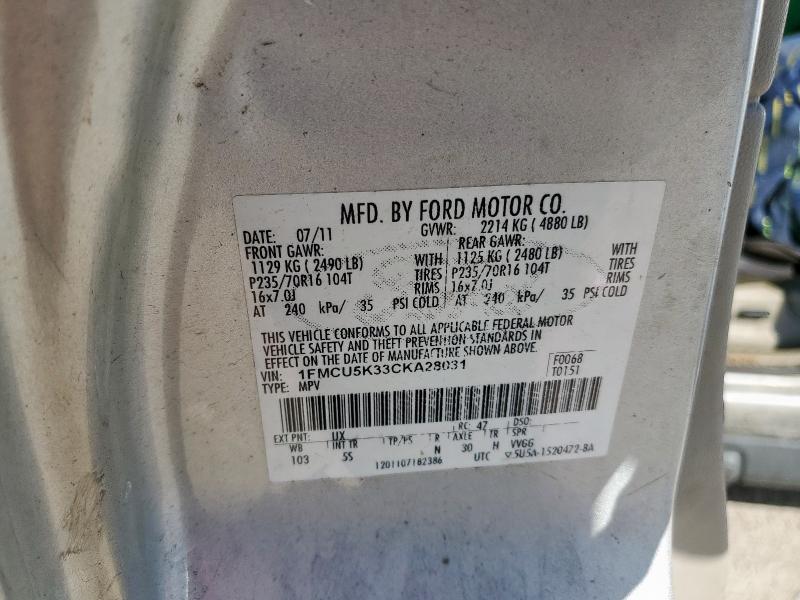 MFD. BY FORD MOTOR CO.
DATE: 07/11 GVWR: 2214 KG ( 4880 LB)
FRONT GAWR: REAR GAWR:
1129 KG ( 2490 LB) WITH 1125 KG ( 2480 LB) WITH
P235/70R16 104T TIRES P235/70R16 104T TIRES
16x7.0J RIMS 16x7.0J RIMS
AT 240 kPa/ 35 PSI COLD AT 240 kPa/ 35 PSI COLD
THIS VEHICLE CONFORMS TO ALL APPLICABLE FEDERAL MOTOR
VEHICLE SAFETY AND THEFT PREVENTION STANDARDS IN
EFFECT ON THE DATE OF MANUFACTURE SHOWN ABOVE.
VIN: 1FMCU5K33CKA28031 F0068
TYPE: MPV T0151
EXT PNT: UX RC: 47 DSO:
WB INT TR TP/PS R AXLE TR SPR
103 5S N 30 H VVGG
1201107182386 UTC 5U5A-1520472-BA